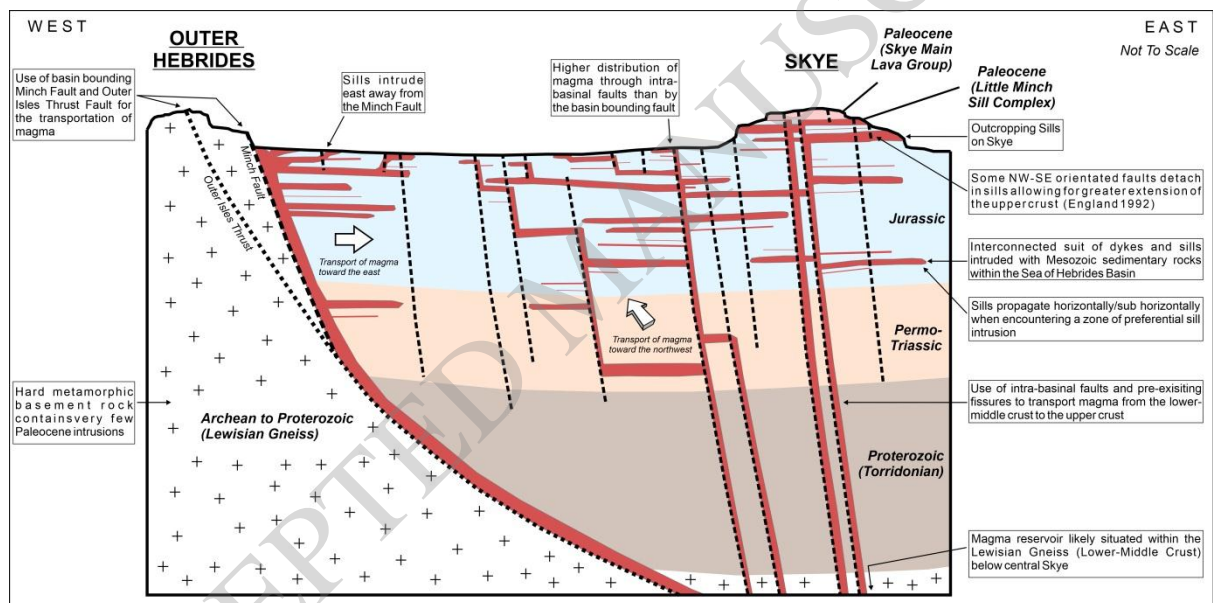 WEST
EAST
Not To Scale
OUTER
HEBRIDES
SKYE
Paleocene
(Skye Main
Lava Group)
Paleocene
(Little Minch
Sill Complex)
Use of basin bounding
Minch Fault and Outer
Isles Thrust Fault for
the transportation of
magma
Sills intrude
east away from
the Minch Fault
Higher distribution of
magma through intra-
basinal faults than by
the basin bounding fault
Outcropping Sills
on Skye
Some NW-SE orientated faults detach
in sills allowing for greater extension of
the upper crust (England 1992)
Minch Fault
Outer Isles Thrust
Jurassic
Transport of magma
toward the east
Interconnected suit of dykes and sills
intruded with Mesozoic sedimentary rocks
within the Sea of Hebrides Basin
Sills propagate horizontally/sub horizontally
when encountering a zone of preferential sill
intrusion
Permo-
Triassic
Transport of magma
toward the northwest
Hard metamorphic
basement rock
containsvery few
Paleocene intrusions
Archean to Proterozoic
(Lewisian Gneiss)
Use of intra-basinal faults and pre-exisiting
fissures to transport magma from the lower-
middle crust to the upper crust
Proterozoic
(Torridonian)
Magma reservoir likely situated within the
Lewisian Gneiss (Lower-Middle Crust)
below central Skye
EPTED MANUS